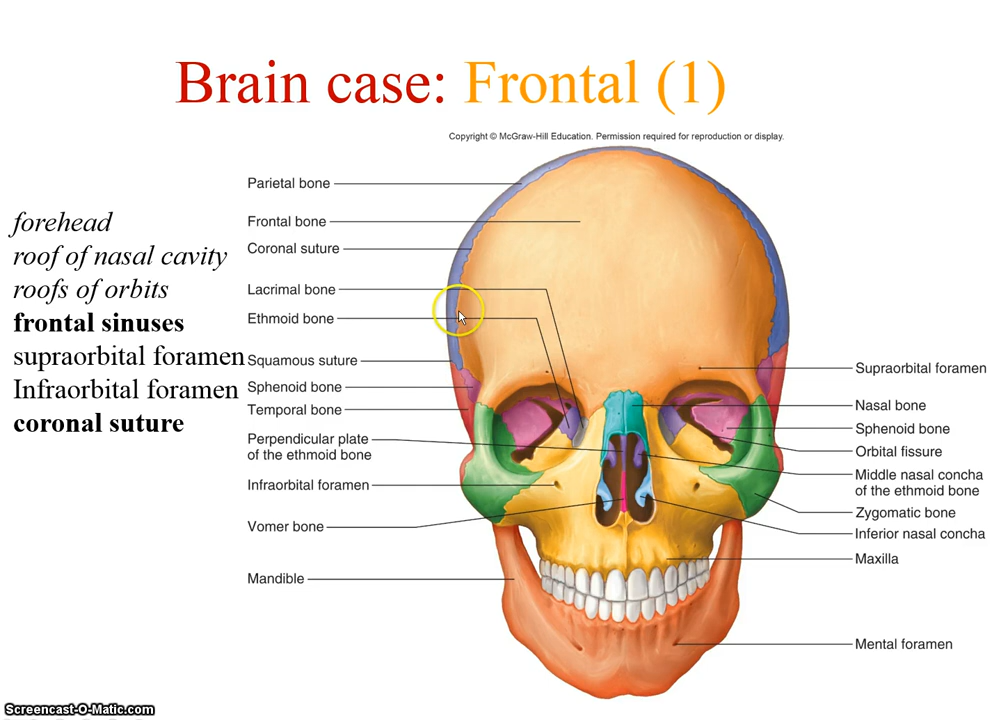 Brain case: Frontal (1)
Copyright © McGraw-Hill Education. Permission required for reproduction or display.
forehead
roof of nasal cavity
roofs of orbits
frontal sinuses
supraorbital foramen
Infraorbital foramen
coronal suture
Parietal bone
Frontal bone
Coronal suture
Lacrimal bone
Ethmoid bone
Squamous suture
Sphenoid bone
Temporal bone
Perpendicular plate
of the ethmoid bone
Infraorbital foramen
Vomer bone
Mandible
Supraorbital foramen
Nasal bone
Sphenoid bone
Orbital fissure
Middle nasal concha
of the ethmoid bone
Zygomatic bone
Inferior nasal concha
Maxilla
Mental foramen
Screencast-O-Matic.com